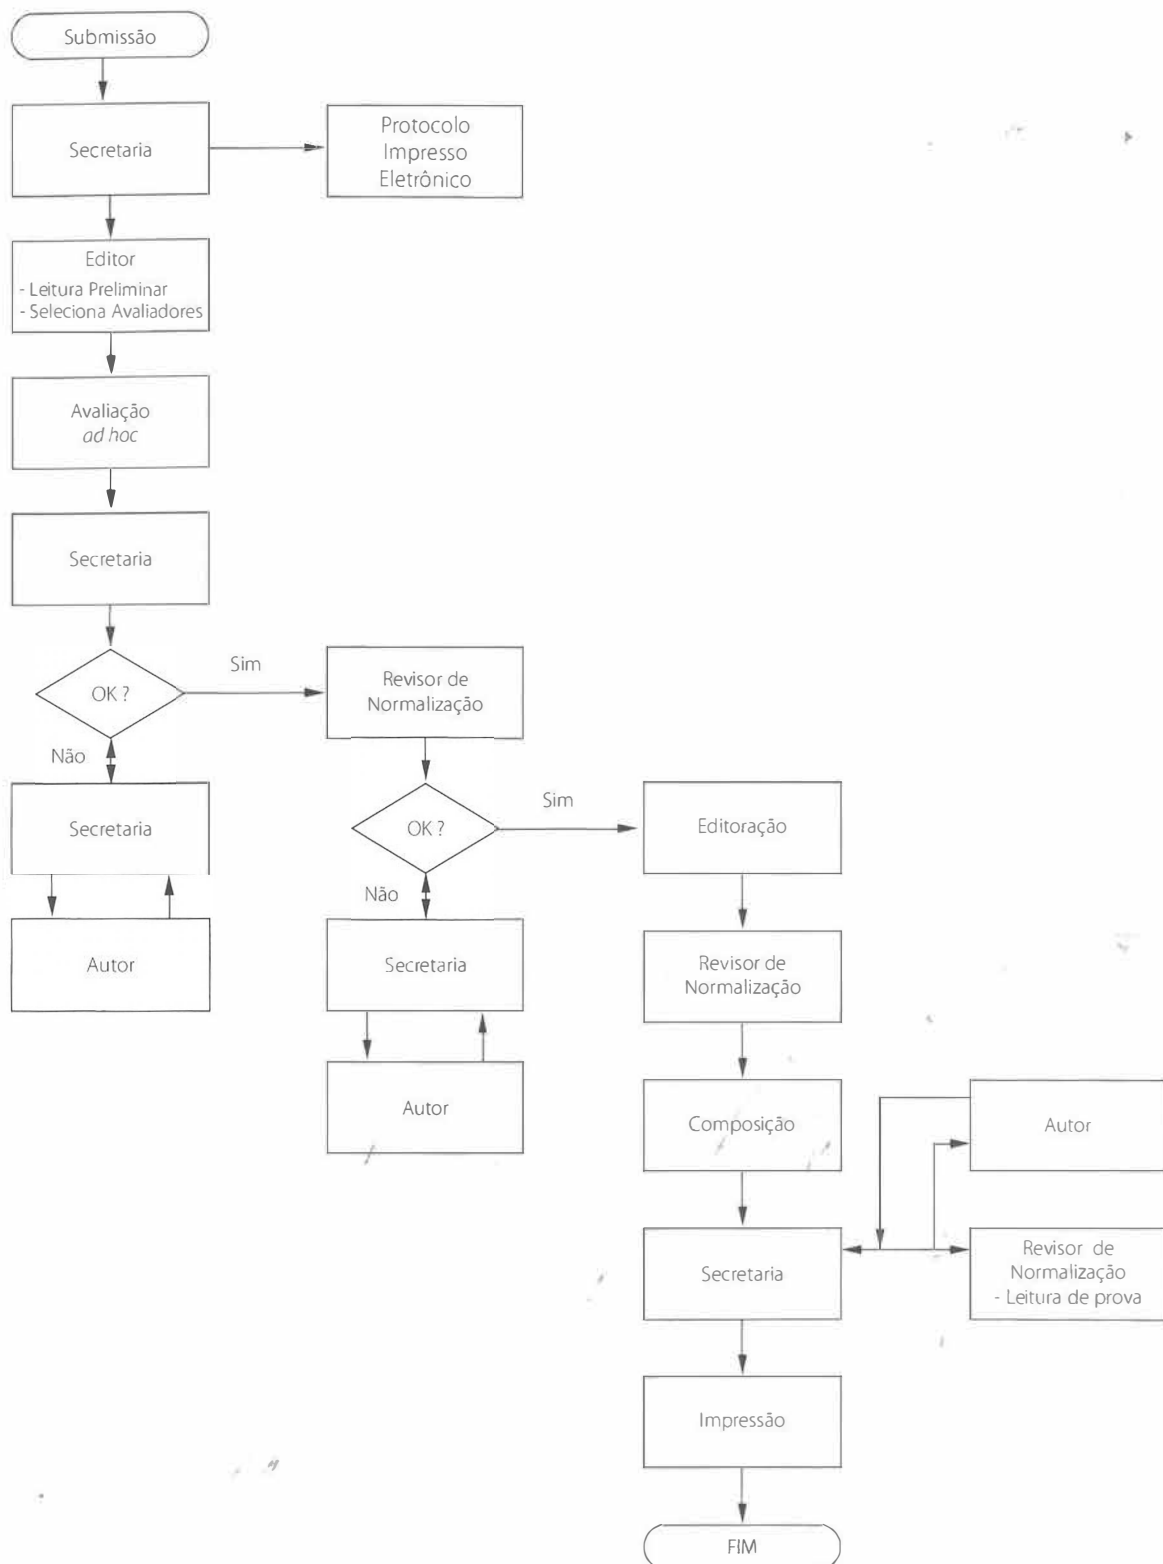 Submissão
Secretaria
Protocolo
Impresso
Eletrônico
Editor
- Leitura Preliminar
- Seleciona Avaliadores
Avaliação
ad hoc
Secretaria
OK ?
Sim
Não
Revisor de
Normalização
Secretaria
Autor
OK ?
Sim
Não
Secretaria
Autor
Editoração
Revisor de
Normalização
Composição
Autor
Secretaria
Revisor de
Normalização
- Leitura de prova
Impressão
FIM